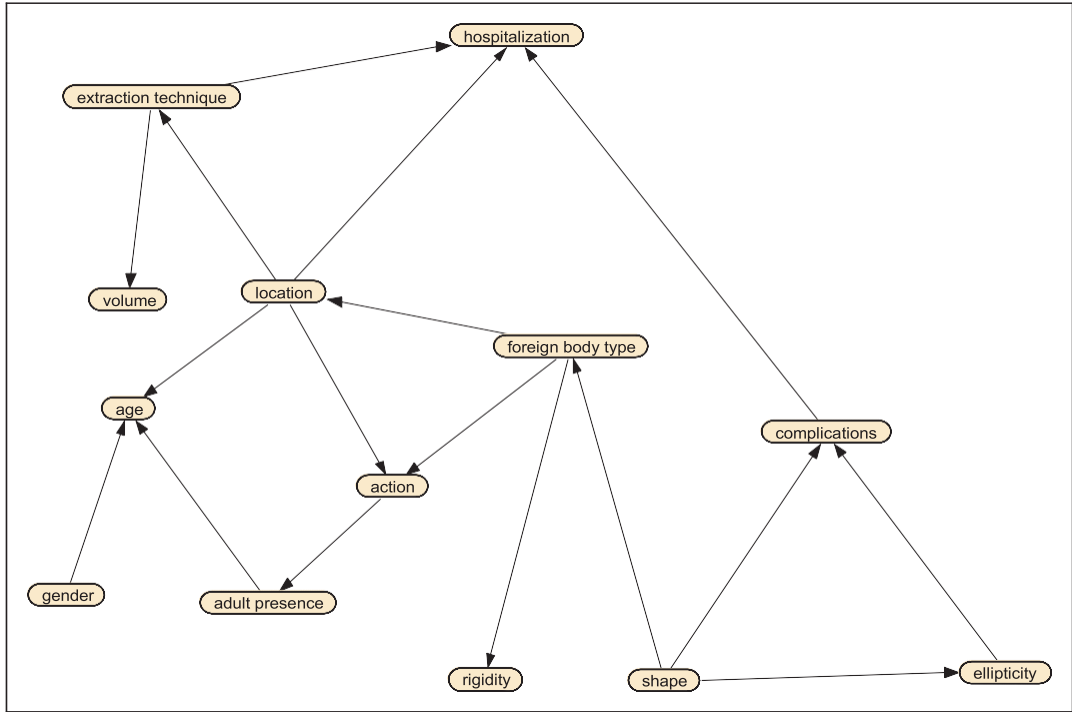 hospitalization
extraction technique
location
volume
foreign body type
age
complications
action
gender
adult presence
rigidity
shape
ellipticity